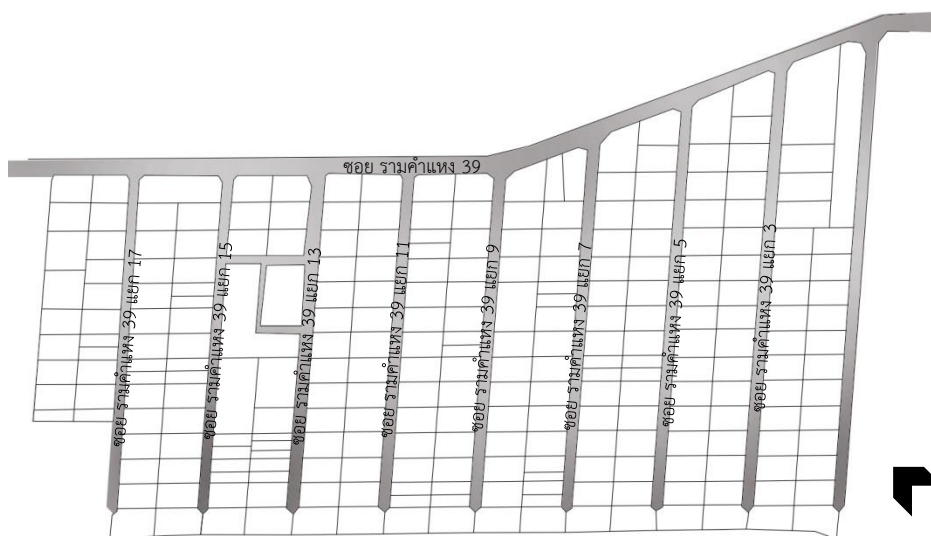 ซอย รามคำแหง 39
ซอย รามคำแหง 39 แยก 17
ซอย รามคำแหง 39 แยก 15
ซอย รามคำแหง 39 แยก 13
ซอย รามคำแหง 39 แยก 11
ซอย รามคำแหง 39 แยก 9
ซอย รามคำแหง 39 แยก 7
ซอย รามคำแหง 39 แยก 5
ซอย รามคำแหง 39 แยก 3